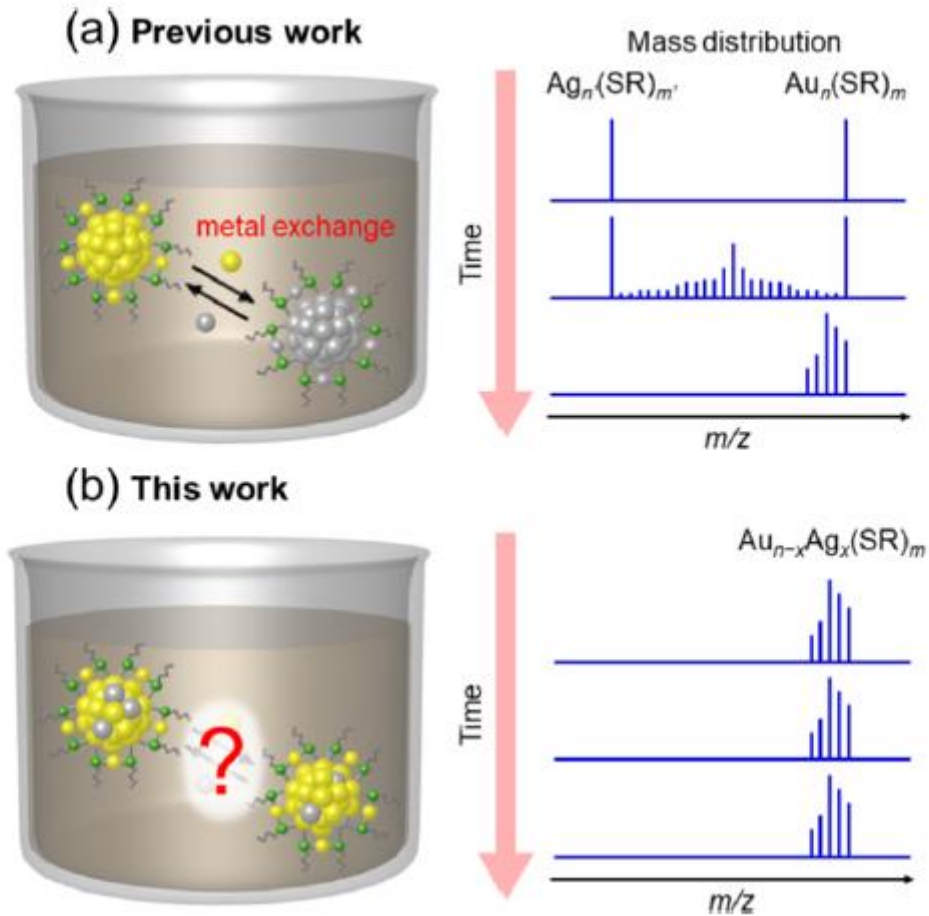 (a) Previous work
Mass distribution
Agₙ′(SR)ₘ′
Auₙ(SR)ₘ
metal exchange
Time
m/z
(b) This work
Auₙ₋ₓAgₓ(SR)ₘ
?
Time
m/z